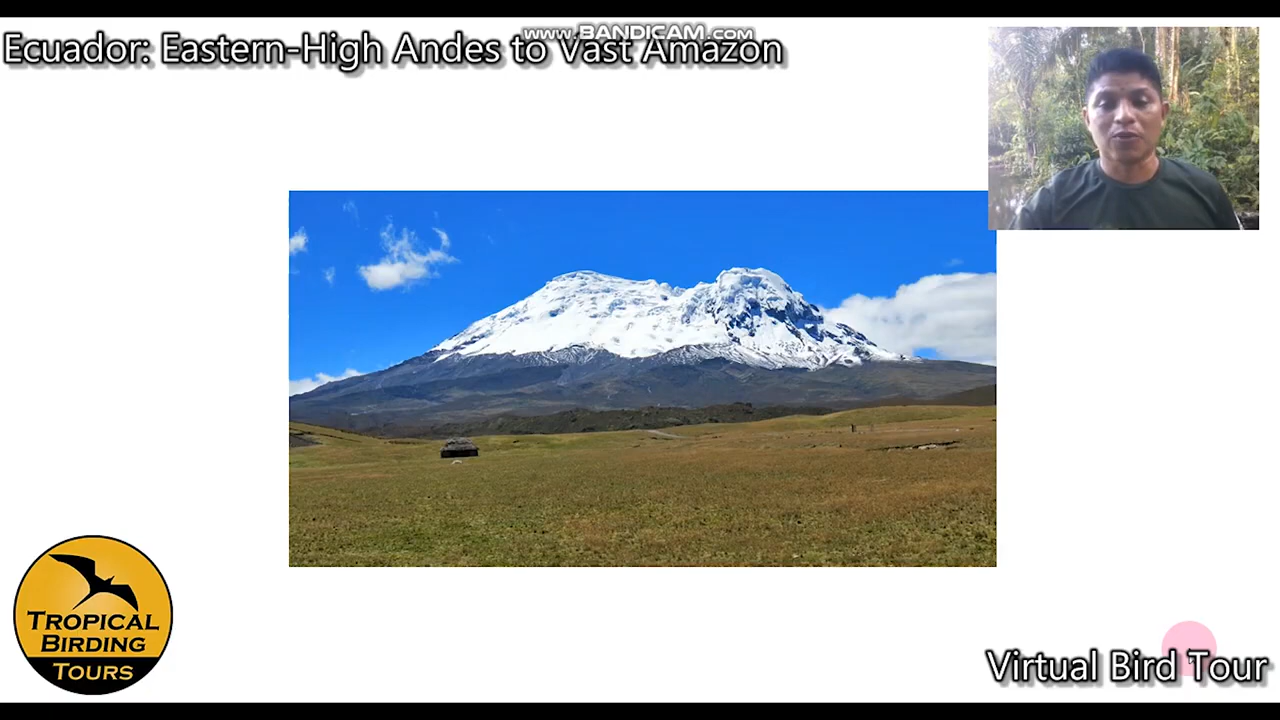 www.BANDICAM.com
Ecuador: Eastern-High Andes to Vast Amazon
TROPICAL
BIRDING
TOURS
Virtual Bird Tour